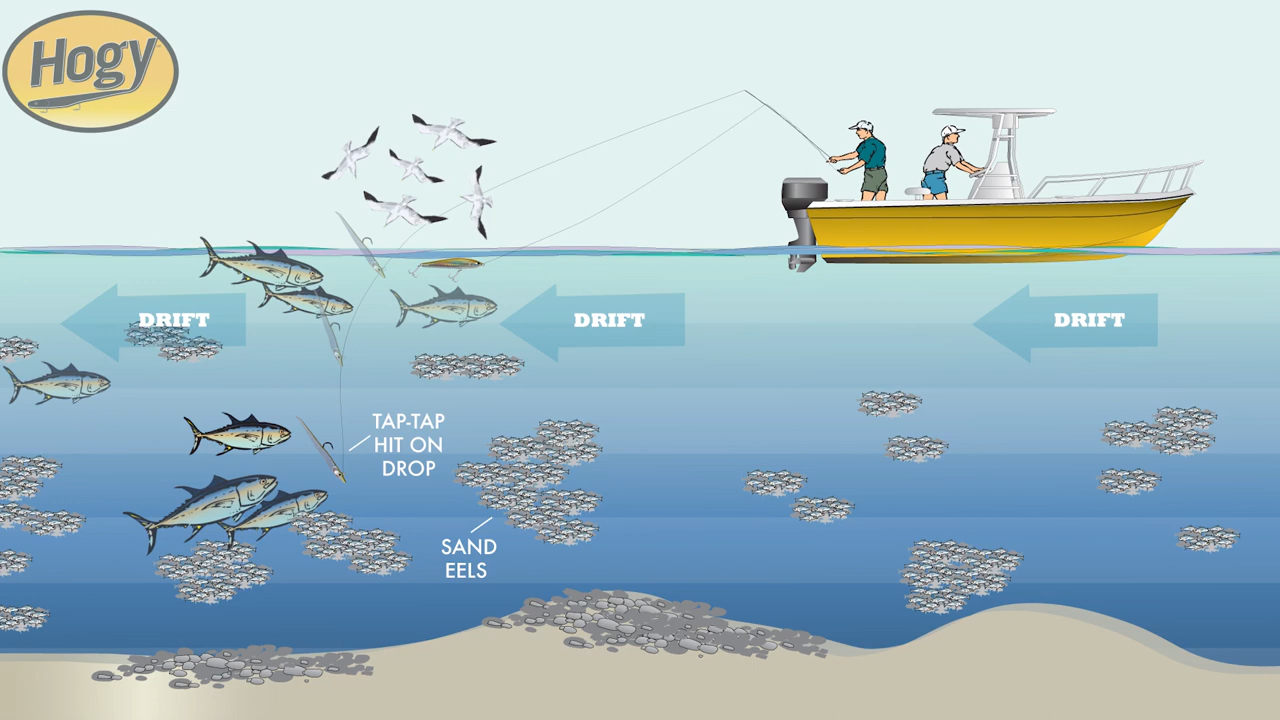 Hogy
DRIFT
DRIFT
DRIFT
TAP-TAP
HIT ON
DROP
SAND
EELS